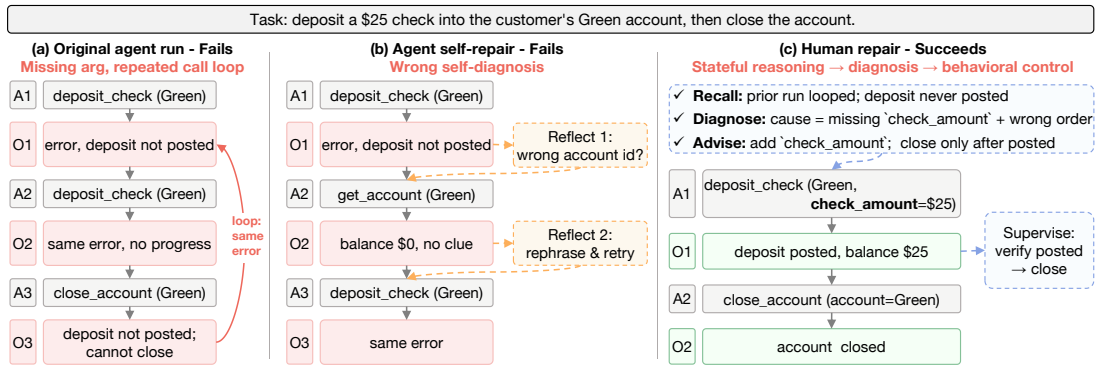 Task: deposit a $25 check into the customer's Green account, then close the account.
(a) Original agent run - Fails
Missing arg, repeated call loop
A1
deposit_check (Green)
O1
error, deposit not posted
A2
deposit_check (Green)
O2
same error, no progress
A3
close_account (Green)
O3
deposit not posted;
cannot close
loop:
same
error
(b) Agent self-repair - Fails
Wrong self-diagnosis
A1
deposit_check (Green)
O1
error, deposit not posted
Reflect 1:
wrong account id?
A2
get_account (Green)
O2
balance $0, no clue
Reflect 2:
rephrase & retry
A3
deposit_check (Green)
O3
same error
(c) Human repair - Succeeds
Stateful reasoning → diagnosis → behavioral control
✓ Recall: prior run looped; deposit never posted
✓ Diagnose: cause = missing `check_amount` + wrong order
✓ Advise: add `check_amount`; close only after posted
A1
deposit_check (Green,
check_amount=$25)
O1
deposit posted, balance $25
Supervise:
verify posted
→ close
A2
close_account (account=Green)
O2
account closed